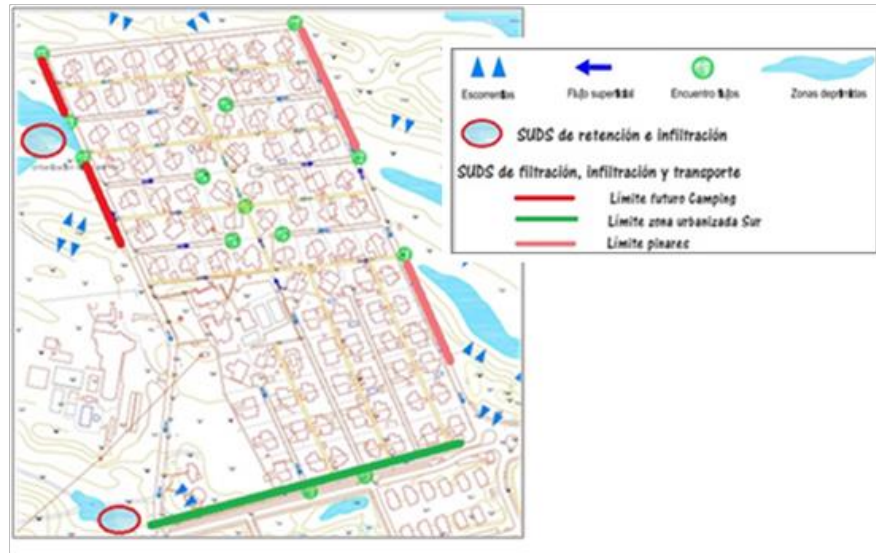 Escorrentías
Flujo superficial
Encuentro flujos
Zonas deprimidas
SUDS de retención e infiltración
SUDS de filtración, infiltración y transporte
Límite futuro Camping
Límite zona urbanizada Sur
Límite pinares